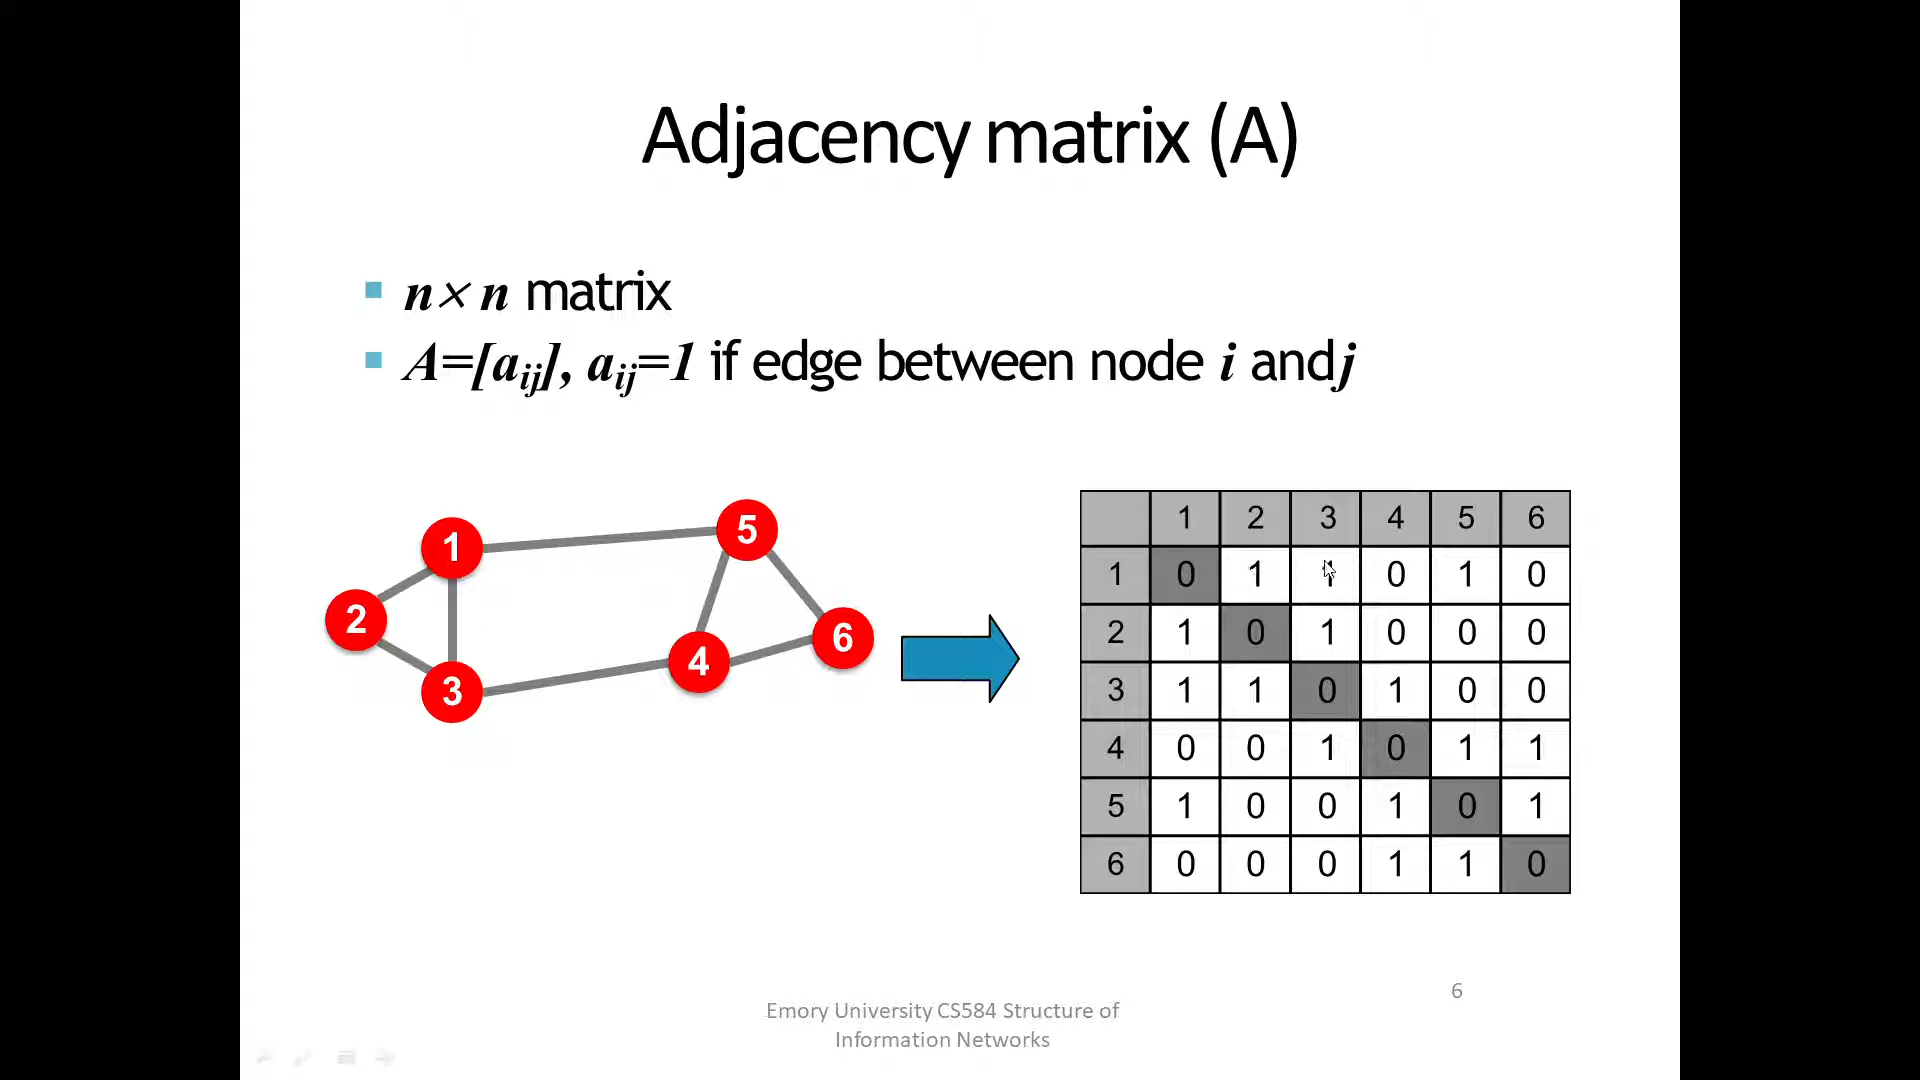 Adjacency matrix (A)
n× n matrix
A=[aij], aij=1 if edge between node i and j
1
5
2
6
4
3
1 2 3 4 5 6
1 0 1 1 0 1 0
2 1 0 1 0 0 0
3 1 1 0 1 0 0
4 0 0 1 0 1 1
5 1 0 0 1 0 1
6 0 0 0 1 1 0
6
Emory University CS584 Structure of
Information Networks